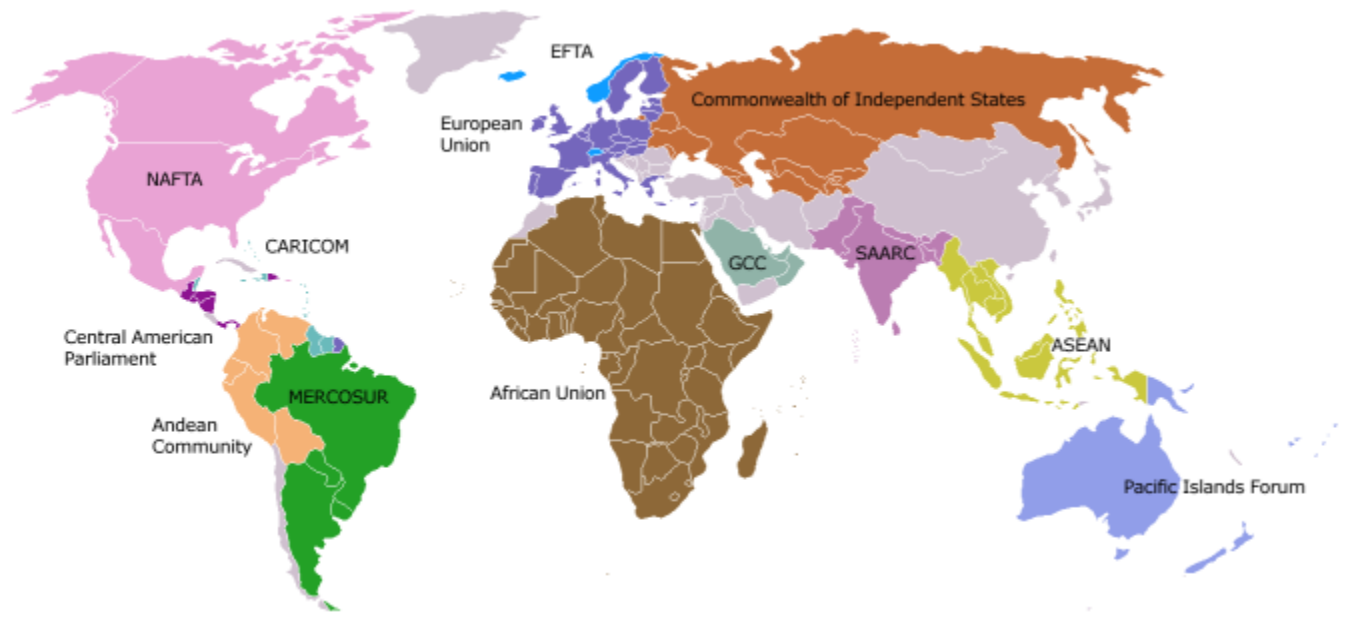 EFTA
Commonwealth of Independent States
European
Union
NAFTA
CARICOM
GCC
SAARC
Central American
Parliament
ASEAN
MERCOSUR
African Union
Andean
Community
Pacific Islands Forum